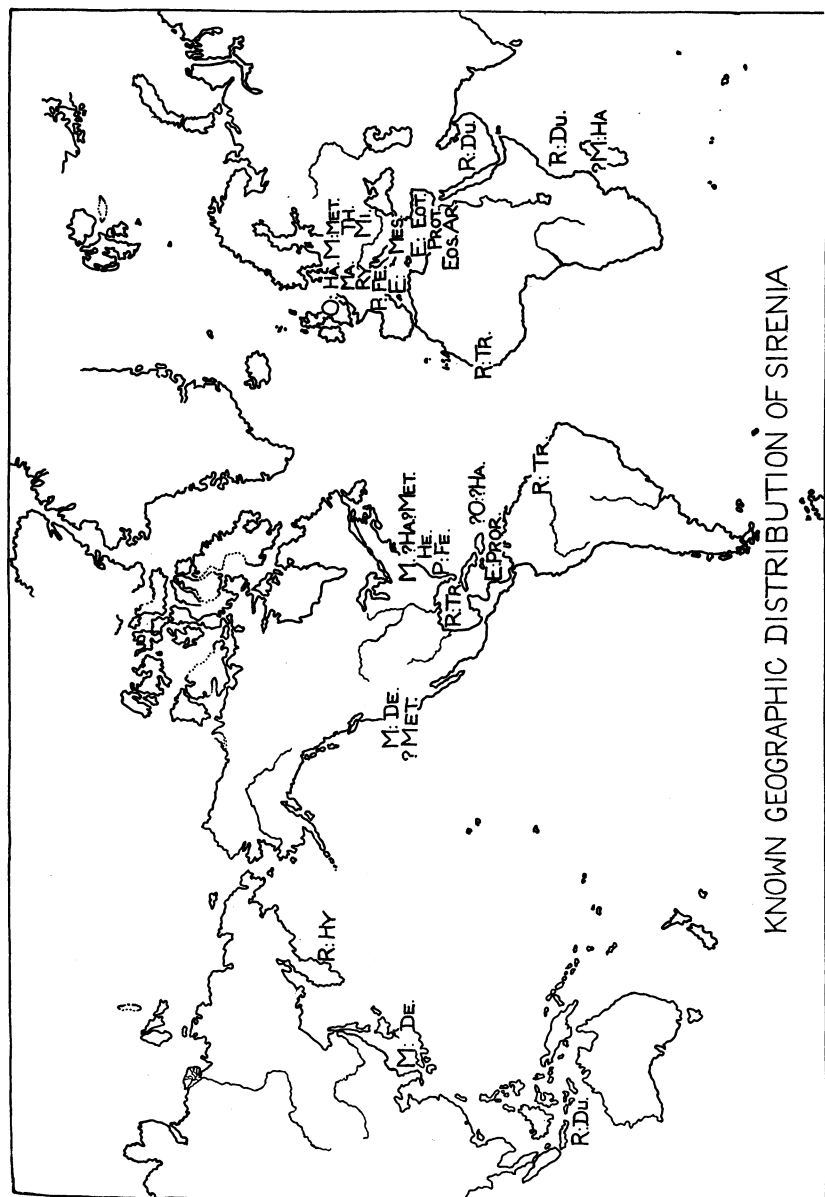 R: HY
M: DE.
R: DU.
M: DE.
?MET.
M: ?HA?MET.
HE.
P: FE.
R: TR.
?O: ?HA.
E: PROR.
R: TR.
O: HA. M: MET.
MA. TH.
RY. MI.
P: FE.
E: MES.
E: EOT.
PROT.
EOS. AR.
R: TR.
R: DU.
R: DU.
?M: HA
KNOWN GEOGRAPHIC DISTRIBUTION OF SIRENIA